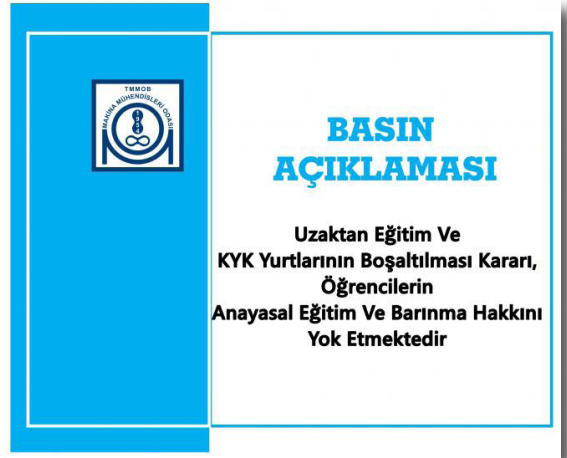 TMMOB
MAKİNA MÜHENDİSLERİ ODASI
1954
BASIN
AÇIKLAMASI
Uzaktan Eğitim Ve
KYK Yurtlarının Boşaltılması Kararı,
Öğrencilerin
Anayasal Eğitim Ve Barınma Hakkını
Yok Etmektedir